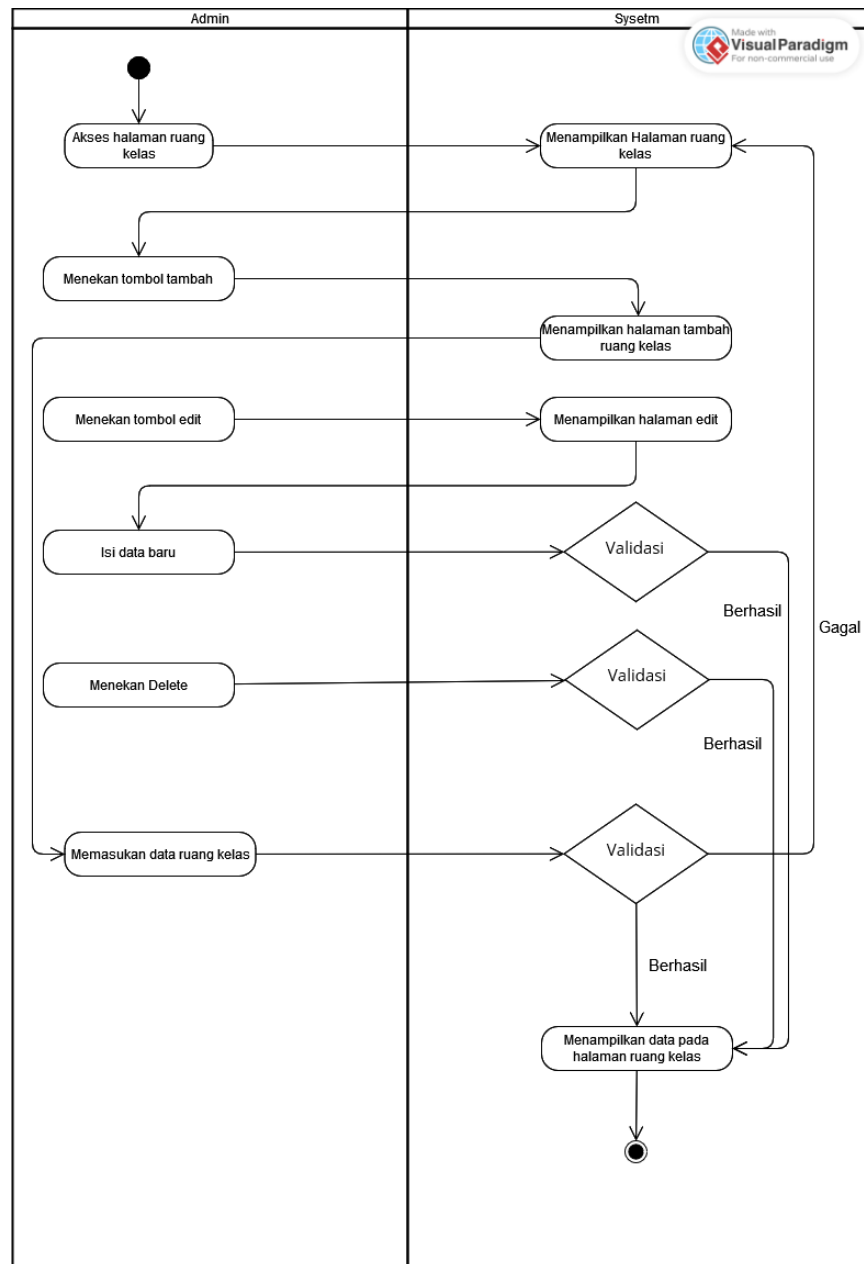 Admin
Sysetm
Made with
Visual Paradigm
For non-commercial use
Akses halaman ruang
kelas
Menampilkan Halaman ruang
kelas
Menekan tombol tambah
Menampilkan halaman tambah
ruang kelas
Menekan tombol edit
Menampilkan halaman edit
Isi data baru
Validasi
Berhasil
Gagal
Menekan Delete
Validasi
Berhasil
Memasukan data ruang kelas
Validasi
Berhasil
Menampilkan data pada
halaman ruang kelas